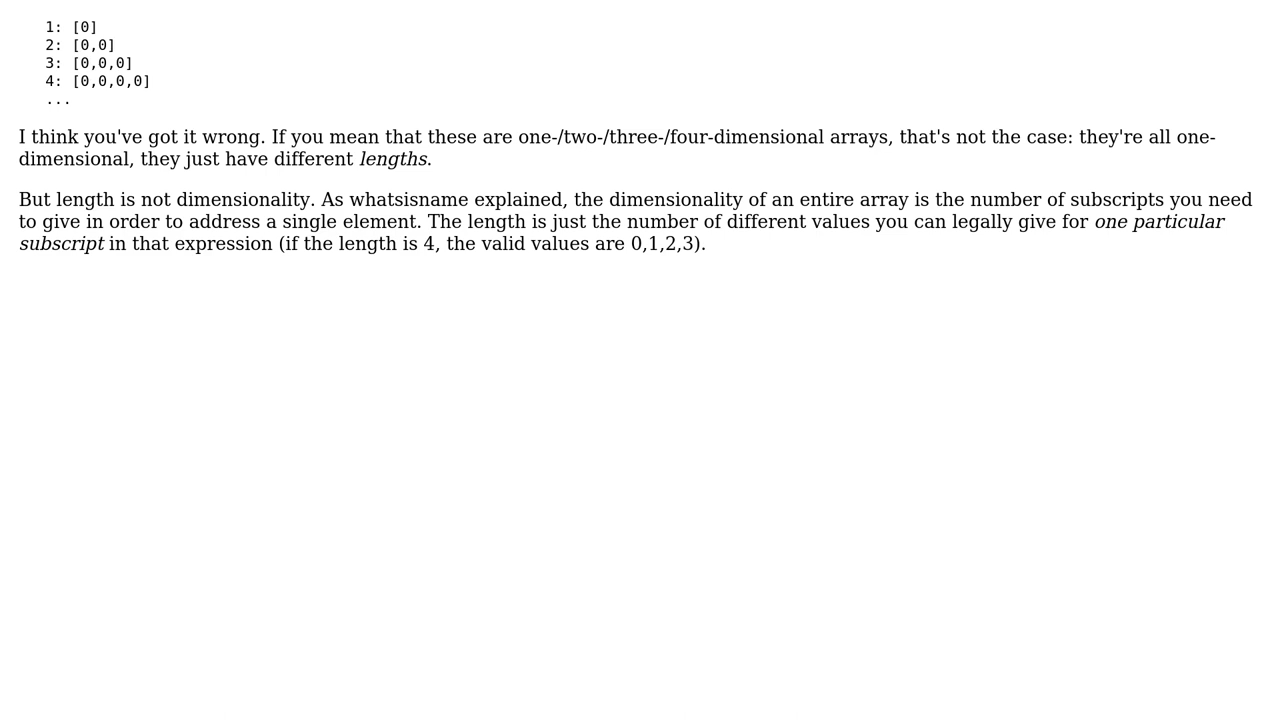 1: [0]
2: [0,0]
3: [0,0,0]
4: [0,0,0,0]
...
I think you've got it wrong. If you mean that these are one-/two-/three-/four-dimensional arrays, that's not the case: they're all one-
dimensional, they just have different lengths.
But length is not dimensionality. As whatsisname explained, the dimensionality of an entire array is the number of subscripts you need
to give in order to address a single element. The length is just the number of different values you can legally give for one particular
subscript in that expression (if the length is 4, the valid values are 0,1,2,3).